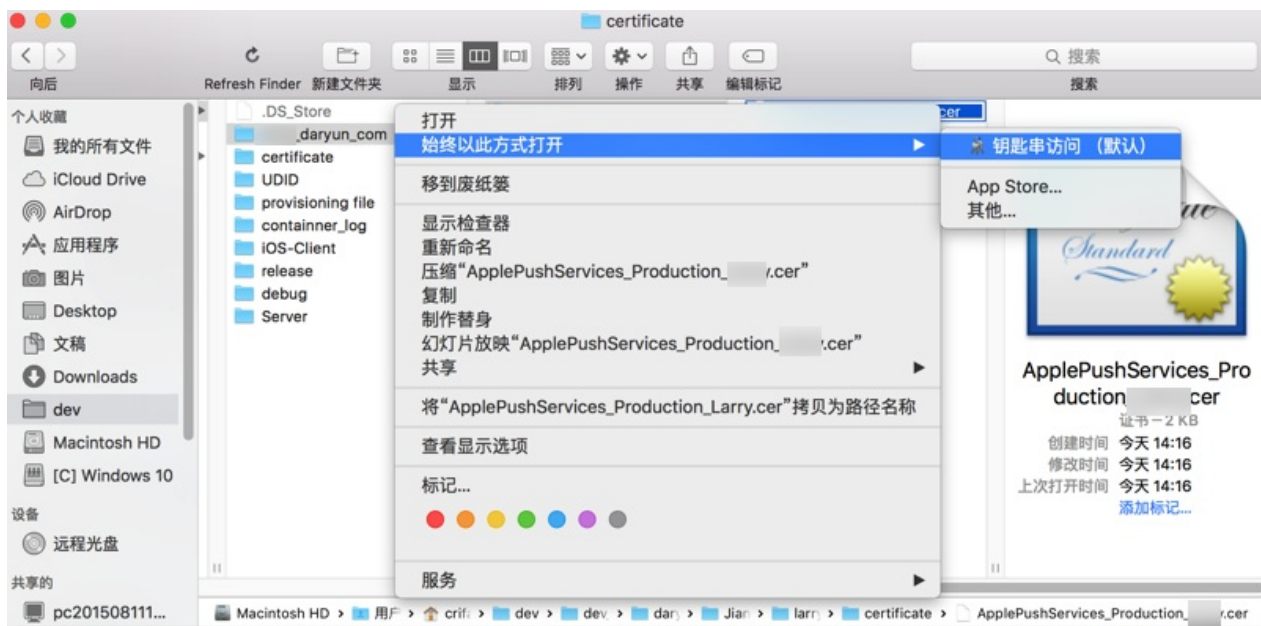 certificate
向后
Refresh Finder 新建文件夹 显示 排列 操作 共享 编辑标记 搜索
搜索
个人收藏
我的所有文件
iCloud Drive
AirDrop
应用程序
图片
Desktop
文稿
Downloads
dev
Macintosh HD
[C] Windows 10
设备
远程光盘
共享的
pc201508111...
.DS_Store
_daryun_com
certificate
UDID
provisioning file
containner_log
iOS-Client
release
debug
Server
打开
始终以此方式打开
移到废纸篓
显示检查器
重新命名
压缩“ApplePushServices_Production_ .cer”
复制
制作替身
幻灯片放映“ApplePushServices_Production_ .cer”
共享
将“ApplePushServices_Production_Larry.cer”拷贝为路径名称
查看显示选项
标记...
服务
cer
钥匙串访问 （默认）
App Store...
其他...
Standard
ApplePushServices_Pro
duction cer
证书 – 2 KB
创建时间 今天 14:16
修改时间 今天 14:16
上次打开时间 今天 14:16
添加标记...
Macintosh HD › 用户 › crif › dev › dev › dar › Jian › larr › certificate › ApplePushServices_Production_ .cer